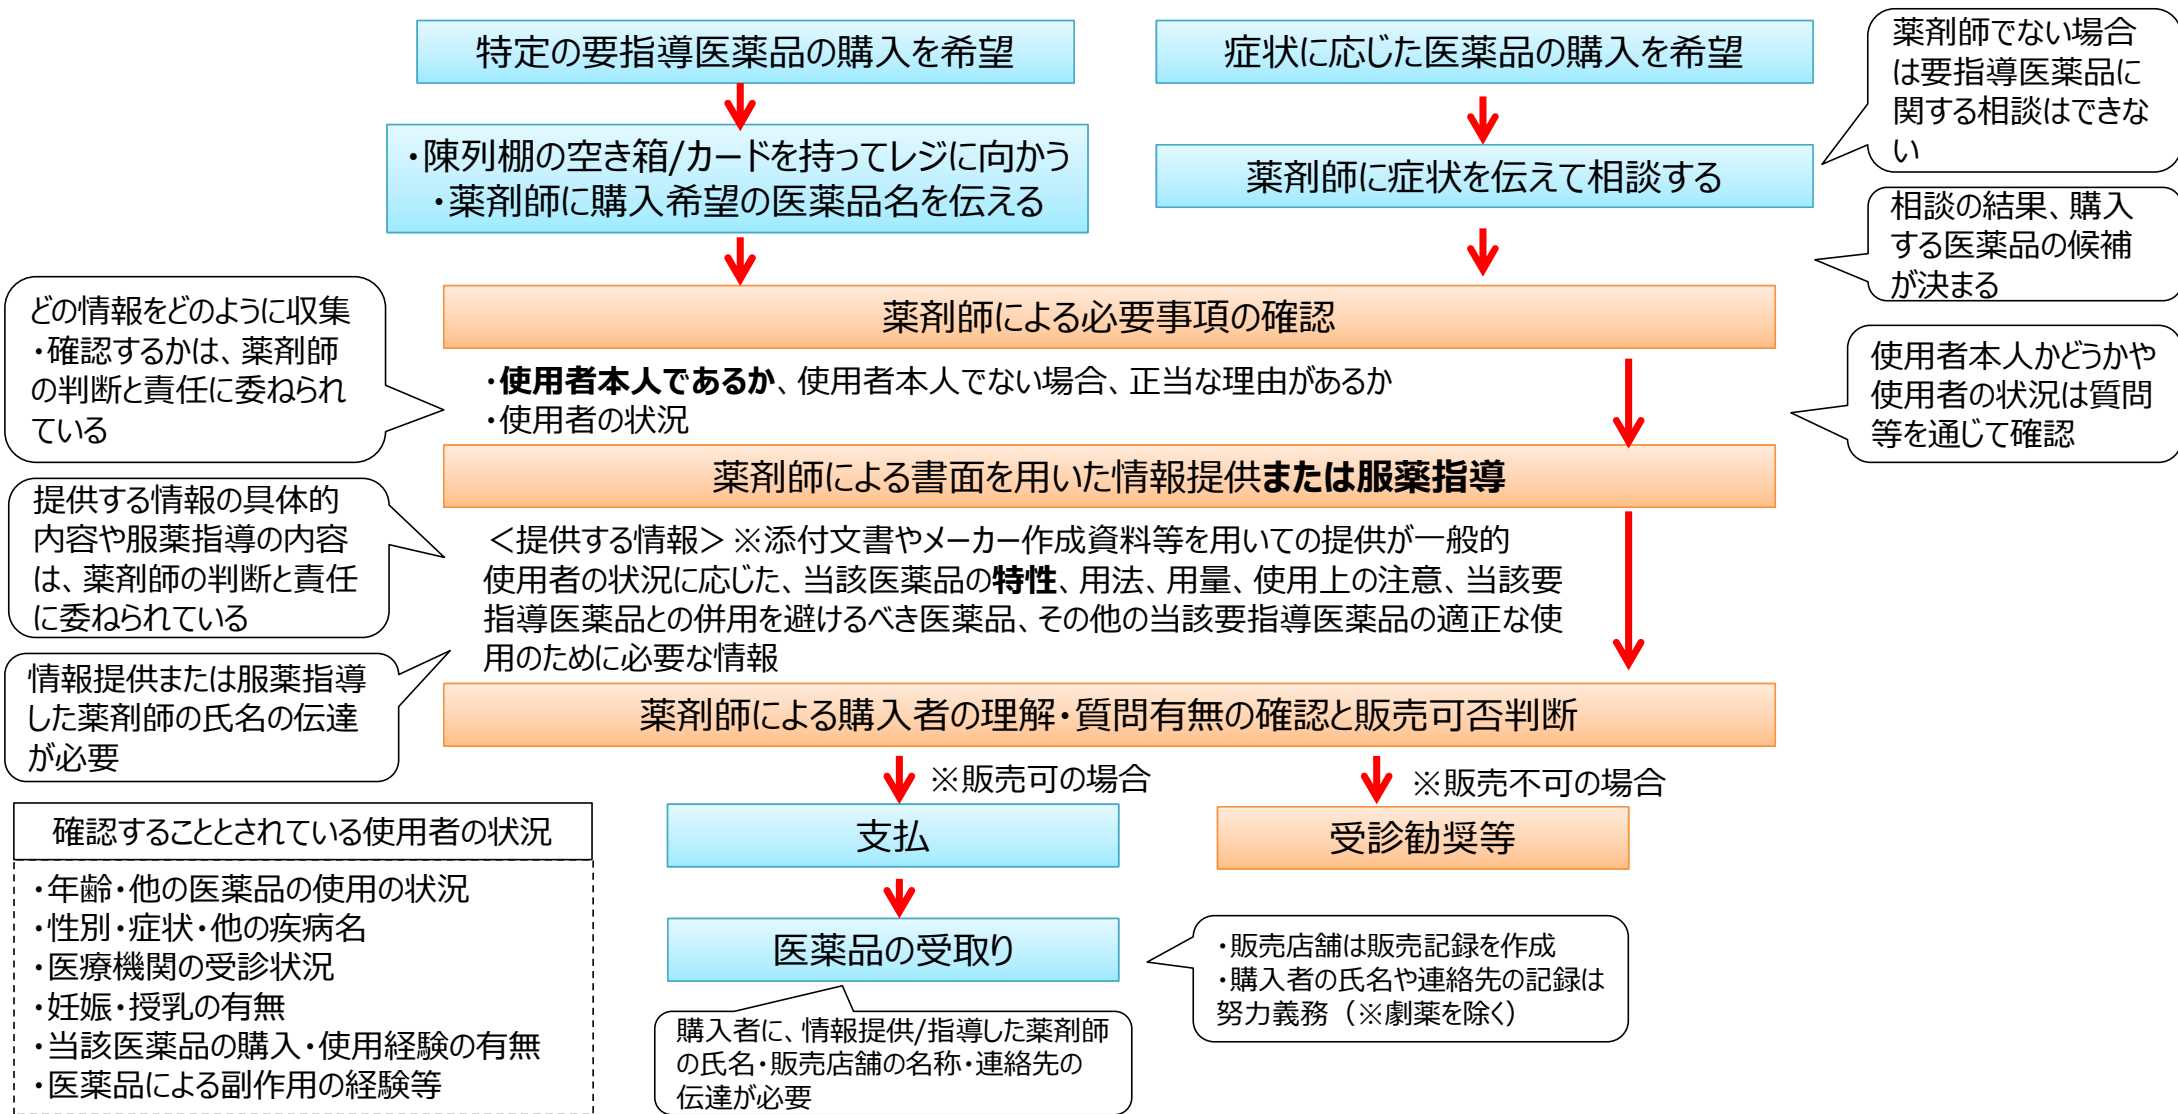 特定の要指導医薬品の購入を希望
症状に応じた医薬品の購入を希望
薬剤師でない場合
は要指導医薬品に
関する相談はできな
い
・陳列棚の空き箱/カードを持ってレジに向かう
・薬剤師に購入希望の医薬品名を伝える
薬剤師に症状を伝えて相談する
相談の結果、購入
する医薬品の候補
が決まる
どの情報をどのように収集
・確認するかは、薬剤師
の判断と責任に委ねられ
ている
薬剤師による必要事項の確認
・使用者本人であるか、使用者本人でない場合、正当な理由があるか
・使用者の状況
使用者本人かどうかや
使用者の状況は質問
等を通じて確認
薬剤師による書面を用いた情報提供または服薬指導
提供する情報の具体的
内容や服薬指導の内容
は、薬剤師の判断と責任
に委ねられている
＜提供する情報＞※添付文書やメーカー作成資料等を用いての提供が一般的
使用者の状況に応じた、当該医薬品の特性、用法、用量、使用上の注意、当該要
指導医薬品との併用を避けるべき医薬品、その他の当該要指導医薬品の適正な使
用のために必要な情報
情報提供または服薬指導
した薬剤師の氏名の伝達
が必要
薬剤師による購入者の理解・質問有無の確認と販売可否判断
※販売可の場合
※販売不可の場合
支払
受診勧奨等
医薬品の受取り
・販売店舗は販売記録を作成
・購入者の氏名や連絡先の記録は
努力義務（※劇薬を除く）
購入者に、情報提供/指導した薬剤師
の氏名・販売店舗の名称・連絡先の
伝達が必要
確認することとされている使用者の状況
・年齢・他の医薬品の使用の状況
・性別・症状・他の疾病名
・医療機関の受診状況
・妊娠・授乳の有無
・当該医薬品の購入・使用経験の有無
・医薬品による副作用の経験等